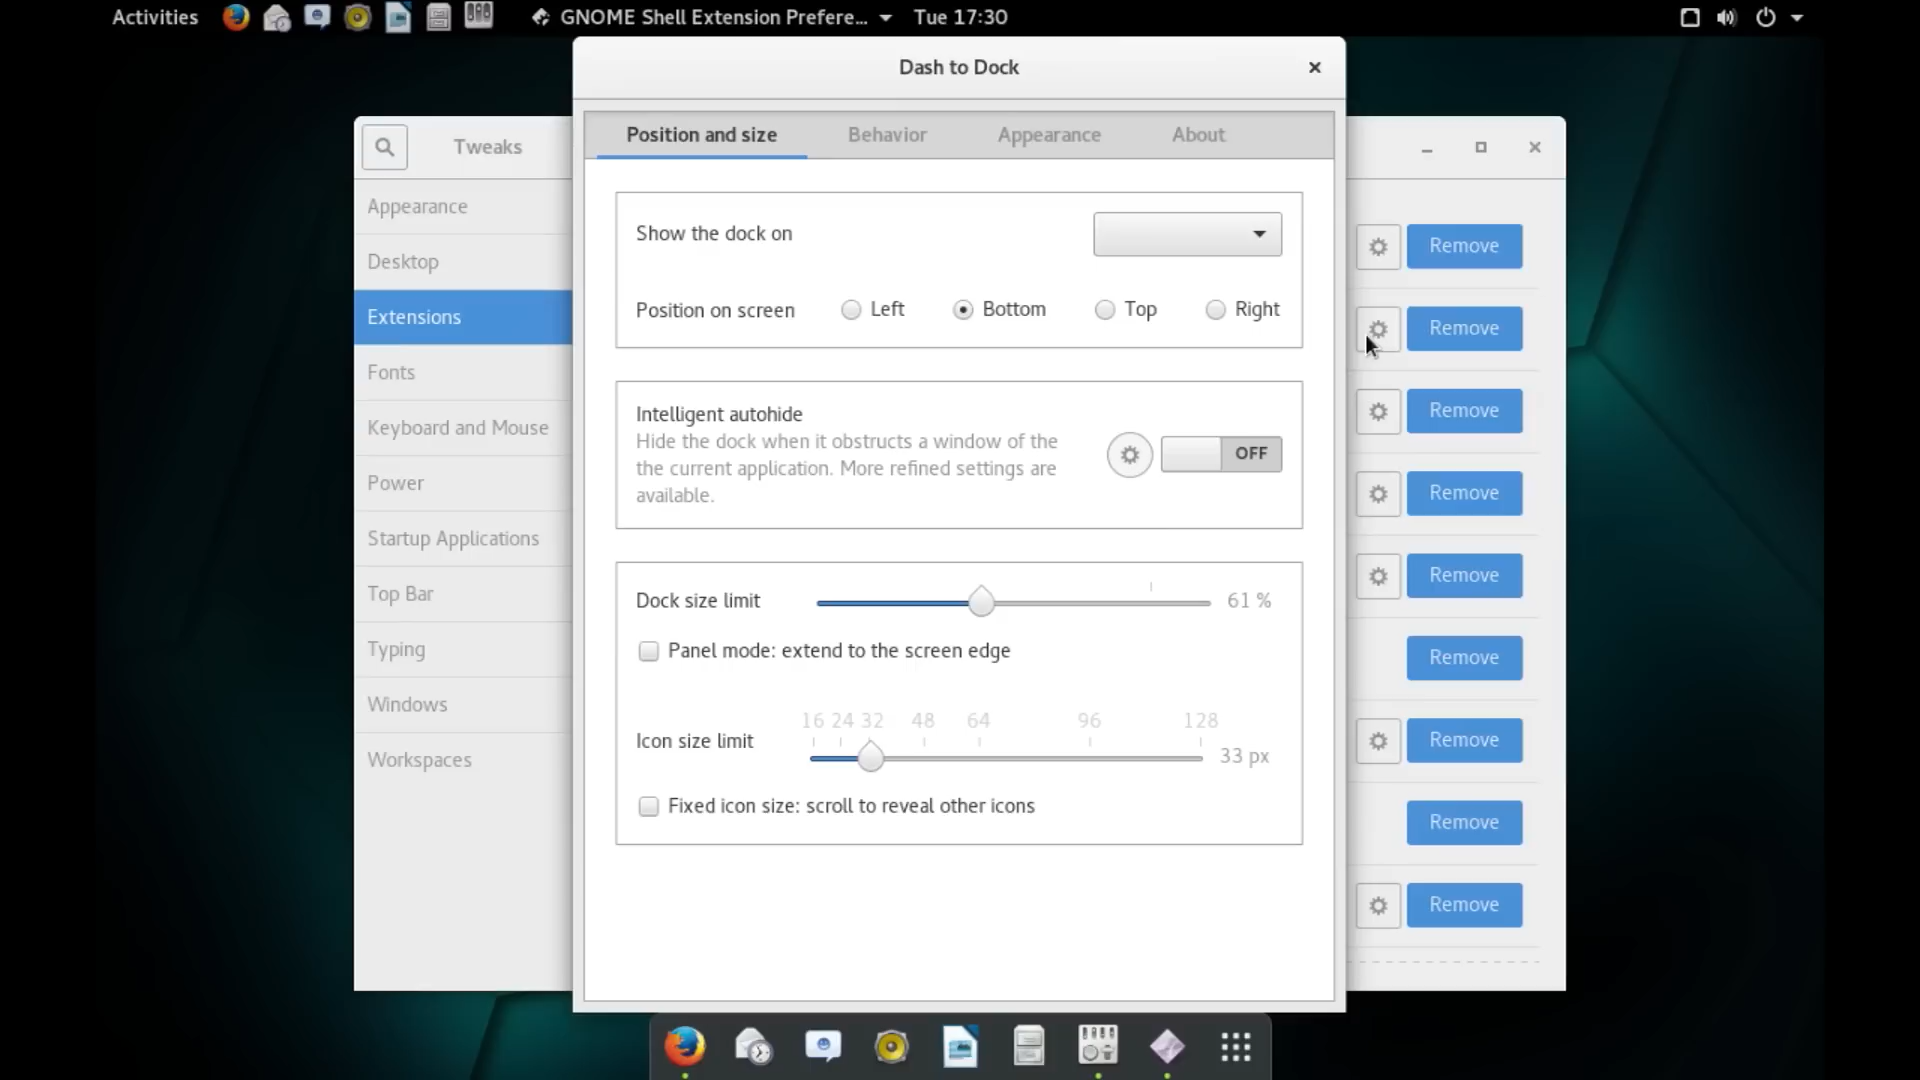 Activities
GNOME Shell Extension Prefere...
Tue 17:30
Dash to Dock
Tweaks
Appearance
Desktop
Extensions
Fonts
Keyboard and Mouse
Power
Startup Applications
Top Bar
Typing
Windows
Workspaces
Position and size Behavior Appearance About
Show the dock on
Position on screen Left Bottom Top Right
Intelligent autohide
Hide the dock when it obstructs a window of the
the current application. More refined settings are
available.
OFF
Dock size limit 61 %
Panel mode: extend to the screen edge
16 24 32 48 64 96 128
Icon size limit 33 px
Fixed icon size: scroll to reveal other icons
Remove
Remove
Remove
Remove
Remove
Remove
Remove
Remove
Remove